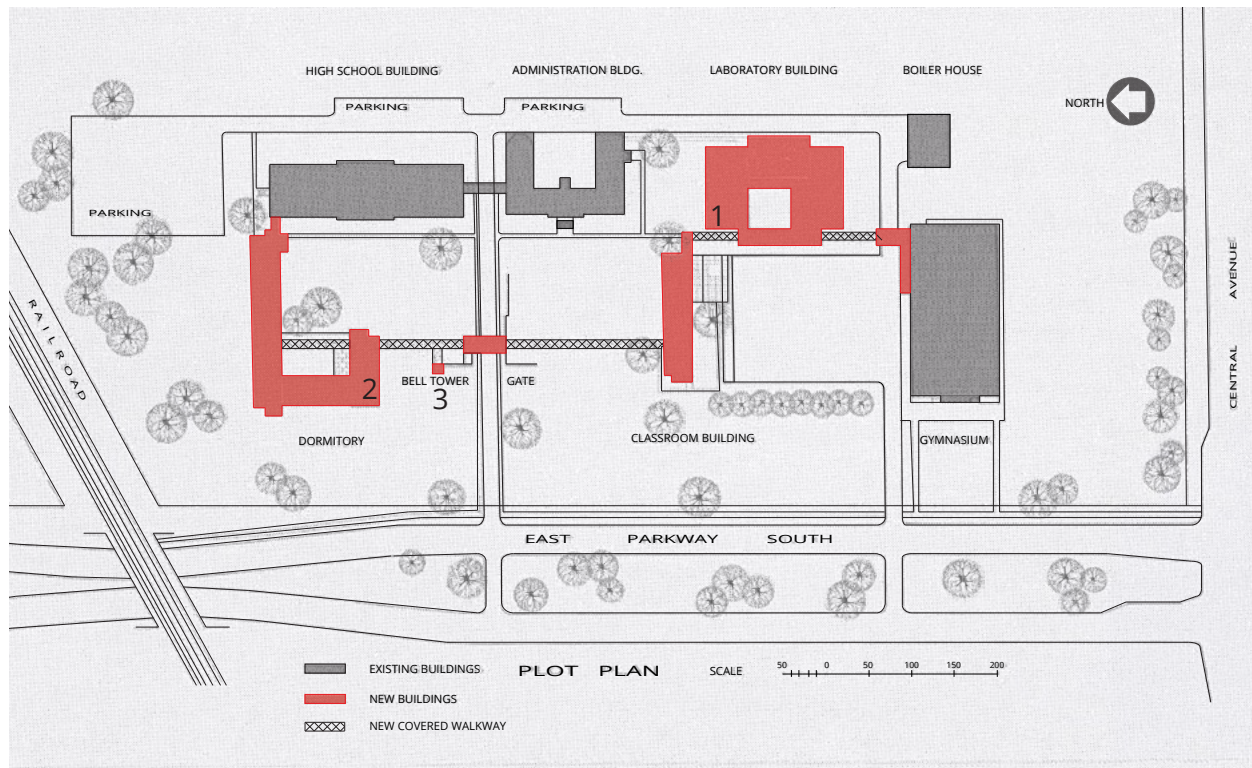 HIGH SCHOOL BUILDING
ADMINISTRATION BLDG.
LABORATORY BUILDING
BOILER HOUSE
PARKING
PARKING
NORTH
PARKING
1
RAILROAD
CENTRAL AVENUE
2
BELL TOWER
3
GATE
DORMITORY
CLASSROOM BUILDING
GYMNASIUM
EAST PARKWAY SOUTH
EXISTING BUILDINGS
PLOT PLAN
SCALE
50 0 50 100 150 200
NEW BUILDINGS
NEW COVERED WALKWAY